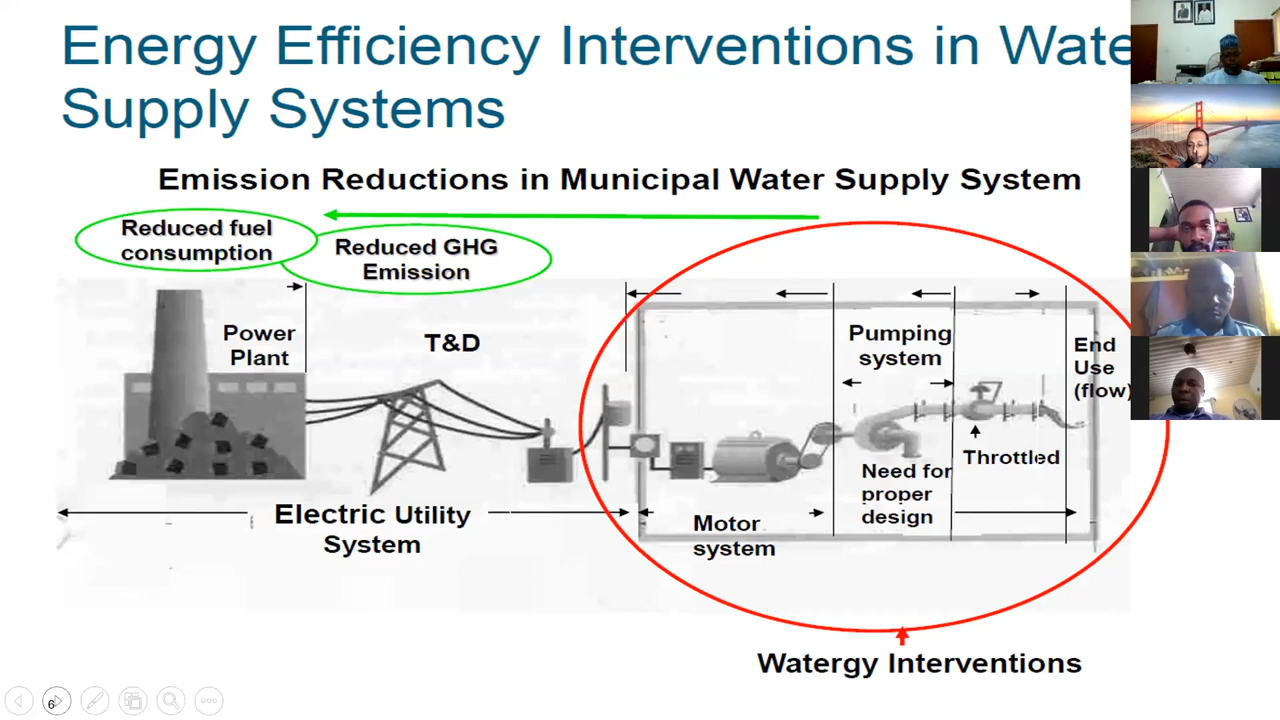 Energy Efficiency Interventions in Wate
Supply Systems
Emission Reductions in Municipal Water Supply System
Reduced fuel
consumption
Reduced GHG
Emission
Power
Plant
T&D
Pumping
system
End
Use
(flow)
Throttled
Need for
proper
design
Electric Utility
System
Motor
system
Watergy Interventions
6